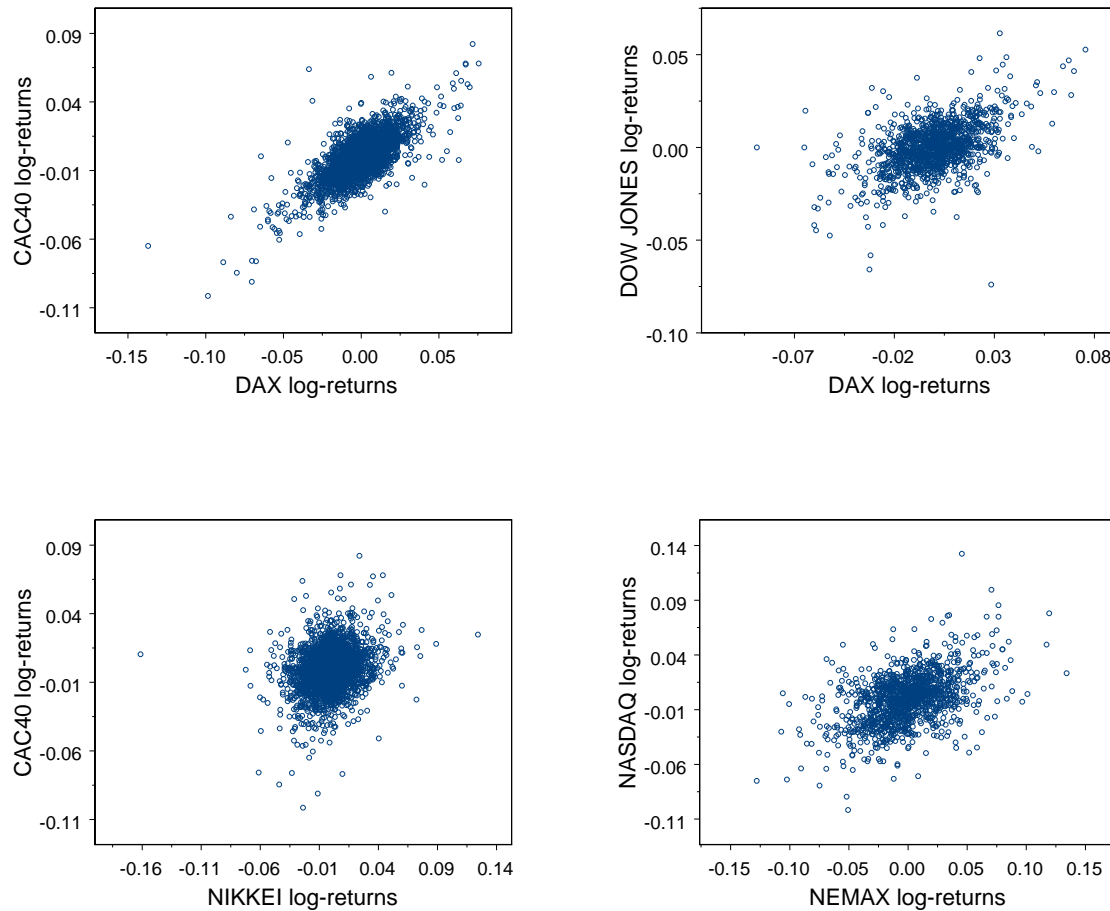 0.09
0.04
-0.01
-0.06
-0.11
CAC40 log-returns
-0.15 -0.10 -0.05 0.00 0.05
DAX log-returns
0.05
0.00
-0.05
-0.10
DOW JONES log-returns
-0.07 -0.02 0.03 0.08
DAX log-returns
0.09
0.04
-0.01
-0.06
-0.11
CAC40 log-returns
-0.16 -0.11 -0.06 -0.01 0.04 0.09 0.14
NIKKEI log-returns
0.14
0.09
0.04
-0.01
-0.06
-0.11
NASDAQ log-returns
-0.15 -0.10 -0.05 0.00 0.05 0.10 0.15
NEMAX log-returns